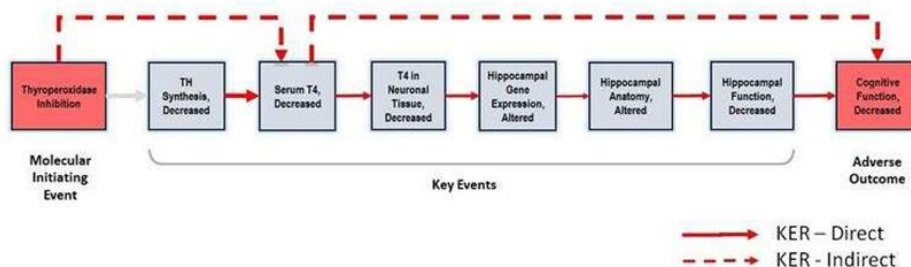 Thyroperoxidase
Inhibition
TH
Synthesis,
Decreased
Serum T4,
Decreased
T4 in
Neuronal
Tissue,
Decreased
Hippocampal
Gene
Expression,
Altered
Hippocampal
Anatomy,
Altered
Hippocampal
Function,
Decreased
Cognitive
Function,
Decreased
Molecular
Initiating
Event
Key Events
Adverse
Outcome
KER – Direct
KER - Indirect